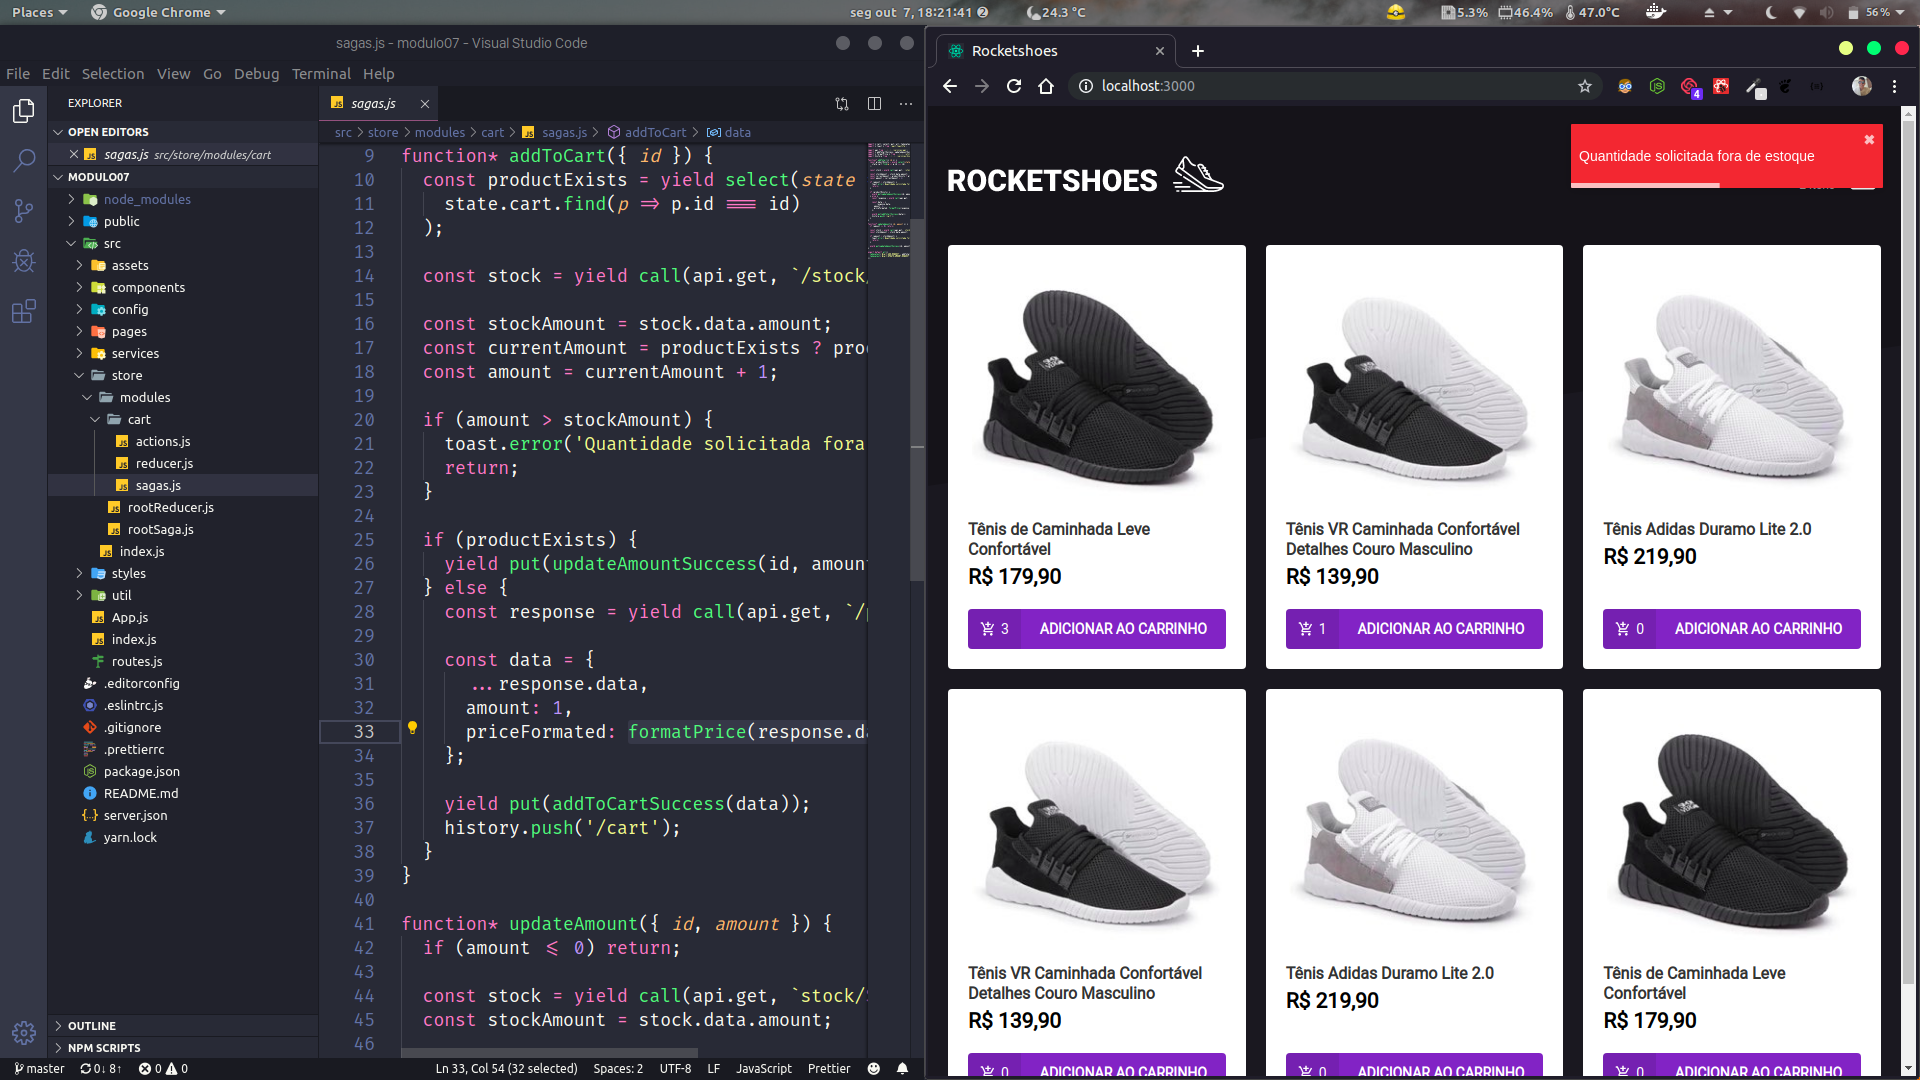 Places
Google Chrome
seg out 7, 18:21:41
24.3 °C
5.3%
46.4%
47.0°C
56%
sagas.js - modulo07 - Visual Studio Code
File Edit Selection View Go Debug Terminal Help
EXPLORER
OPEN EDITORS
sagas.js src/store/modules/cart
MODULO07
node_modules
public
src
assets
components
config
pages
services
store
modules
cart
actions.js
reducer.js
sagas.js
rootReducer.js
rootSaga.js
index.js
styles
util
App.js
index.js
routes.js
.editorconfig
.eslintrc.js
.gitignore
.prettierrc
package.json
README.md
server.json
yarn.lock
OUTLINE
NPM SCRIPTS
sagas.js
src > store > modules > cart > sagas.js > addToCart > data
9 function* addToCart({ id }) {
10 const productExists = yield select(state
11 state.cart.find(p => p.id === id)
12 );
13
14 const stock = yield call(api.get, `/stock/
15
16 const stockAmount = stock.data.amount;
17 const currentAmount = productExists ? pro
18 const amount = currentAmount + 1;
19
20 if (amount > stockAmount) {
21 toast.error('Quantidade solicitada fora
22 return;
23 }
24
25 if (productExists) {
26 yield put(updateAmountSuccess(id, amoun
27 } else {
28 const response = yield call(api.get, `/p
29
30 const data = {
31 ...response.data,
32 amount: 1,
33 priceFormated: formatPrice(response.da
34 };
35
36 yield put(addToCartSuccess(data));
37 history.push('/cart');
38 }
39 }
40
41 function* updateAmount({ id, amount }) {
42 if (amount <= 0) return;
43
44 const stock = yield call(api.get, `stock/$
45 const stockAmount = stock.data.amount;
46
master
0↓ 8↑
0
0
Ln 33, Col 54 (32 selected)
Spaces: 2
UTF-8
LF
JavaScript
Prettier
Rocketshoes
localhost:3000
4
ROCKETSHOES
Quantidade solicitada fora de estoque
Tênis de Caminhada Leve
Confortável
R$ 179,90
3 ADICIONAR AO CARRINHO
Tênis VR Caminhada Confortável
Detalhes Couro Masculino
R$ 139,90
1 ADICIONAR AO CARRINHO
Tênis Adidas Duramo Lite 2.0
R$ 219,90
0 ADICIONAR AO CARRINHO
Tênis VR Caminhada Confortável
Detalhes Couro Masculino
R$ 139,90
0 ADICIONAR AO CARRINHO
Tênis Adidas Duramo Lite 2.0
R$ 219,90
0 ADICIONAR AO CARRINHO
Tênis de Caminhada Leve
Confortável
R$ 179,90
0 ADICIONAR AO CARRINHO